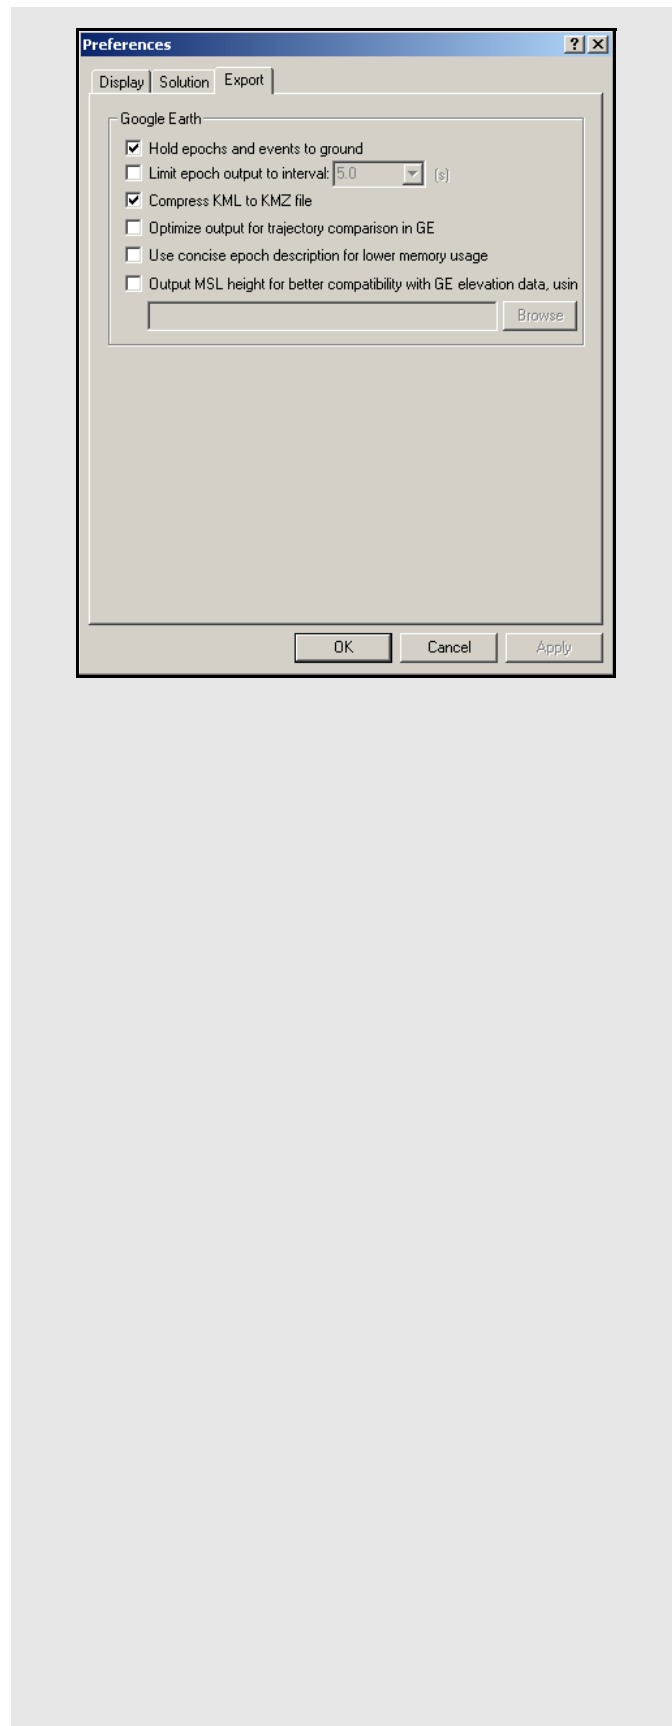 Preferences
Display Solution Export
Google Earth
Hold epochs and events to ground
Limit epoch output to interval: 5.0 (s)
Compress KML to KMZ file
Optimize output for trajectory comparison in GE
Use concise epoch description for lower memory usage
Output MSL height for better compatibility with GE elevation data, usin
Browse
OK Cancel Apply